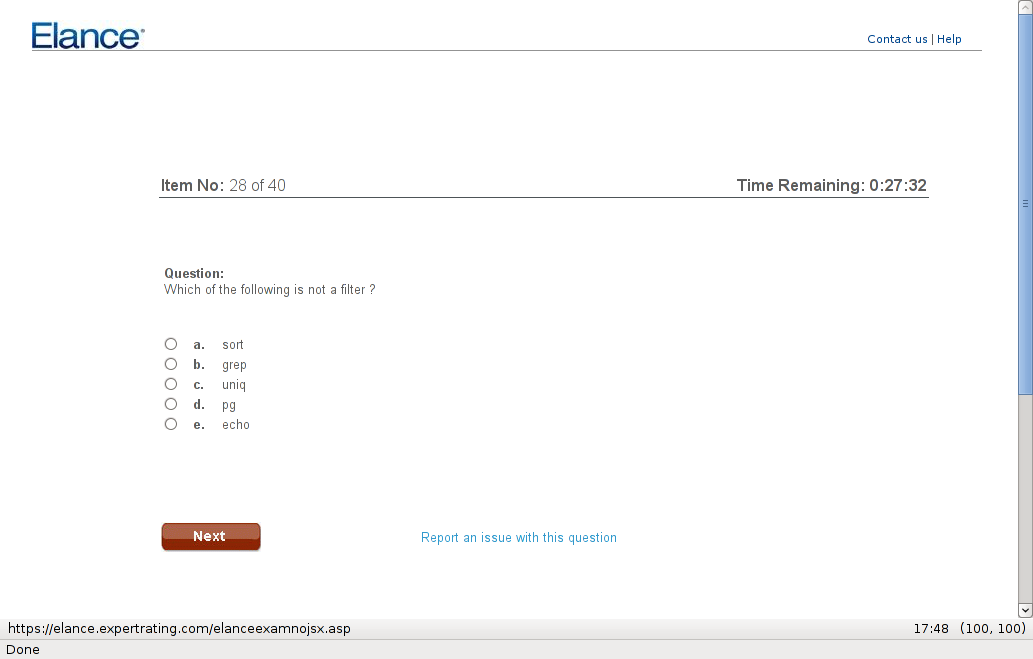 Elance®
Contact us | Help
Item No: 28 of 40
Time Remaining: 0:27:32
Question:
Which of the following is not a filter ?
a. sort
b. grep
c. uniq
d. pg
e. echo
Next
Report an issue with this question
https://elance.expertrating.com/elanceexamnojsx.asp
17:48 (100, 100)
Done